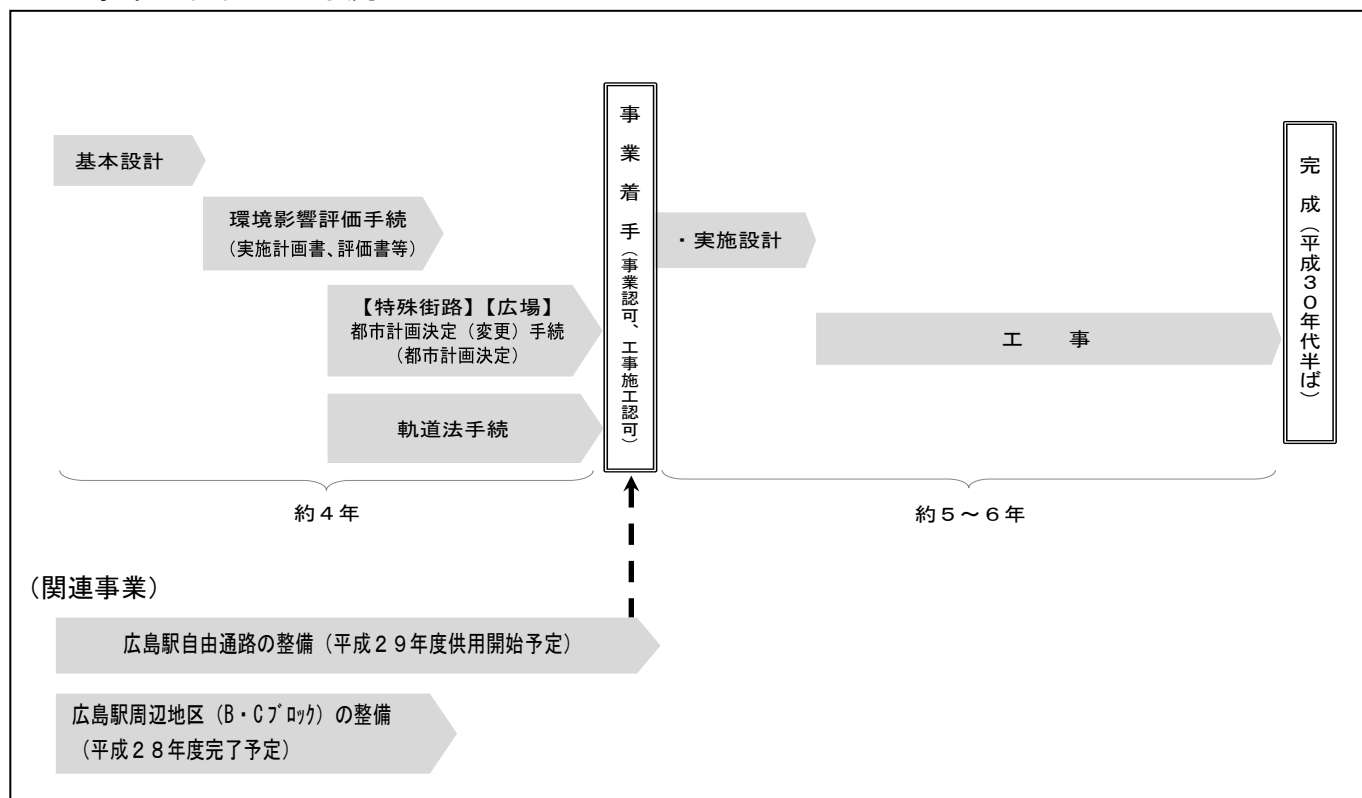 基本設計
環境影響評価手続
（実施計画書、評価書等）
【特殊街路】【広場】
都市計画決定（変更）手続
（都市計画決定）
軌道法手続
事業着手（事業認可、工事施工認可）
・実施設計
工　事
完成（平成３０年代半ば）
約４年
約５～６年
（関連事業）
広島駅自由通路の整備（平成２９年度供用開始予定）
広島駅周辺地区（B・Cﾌﾞﾛｯｸ）の整備
（平成２８年度完了予定）